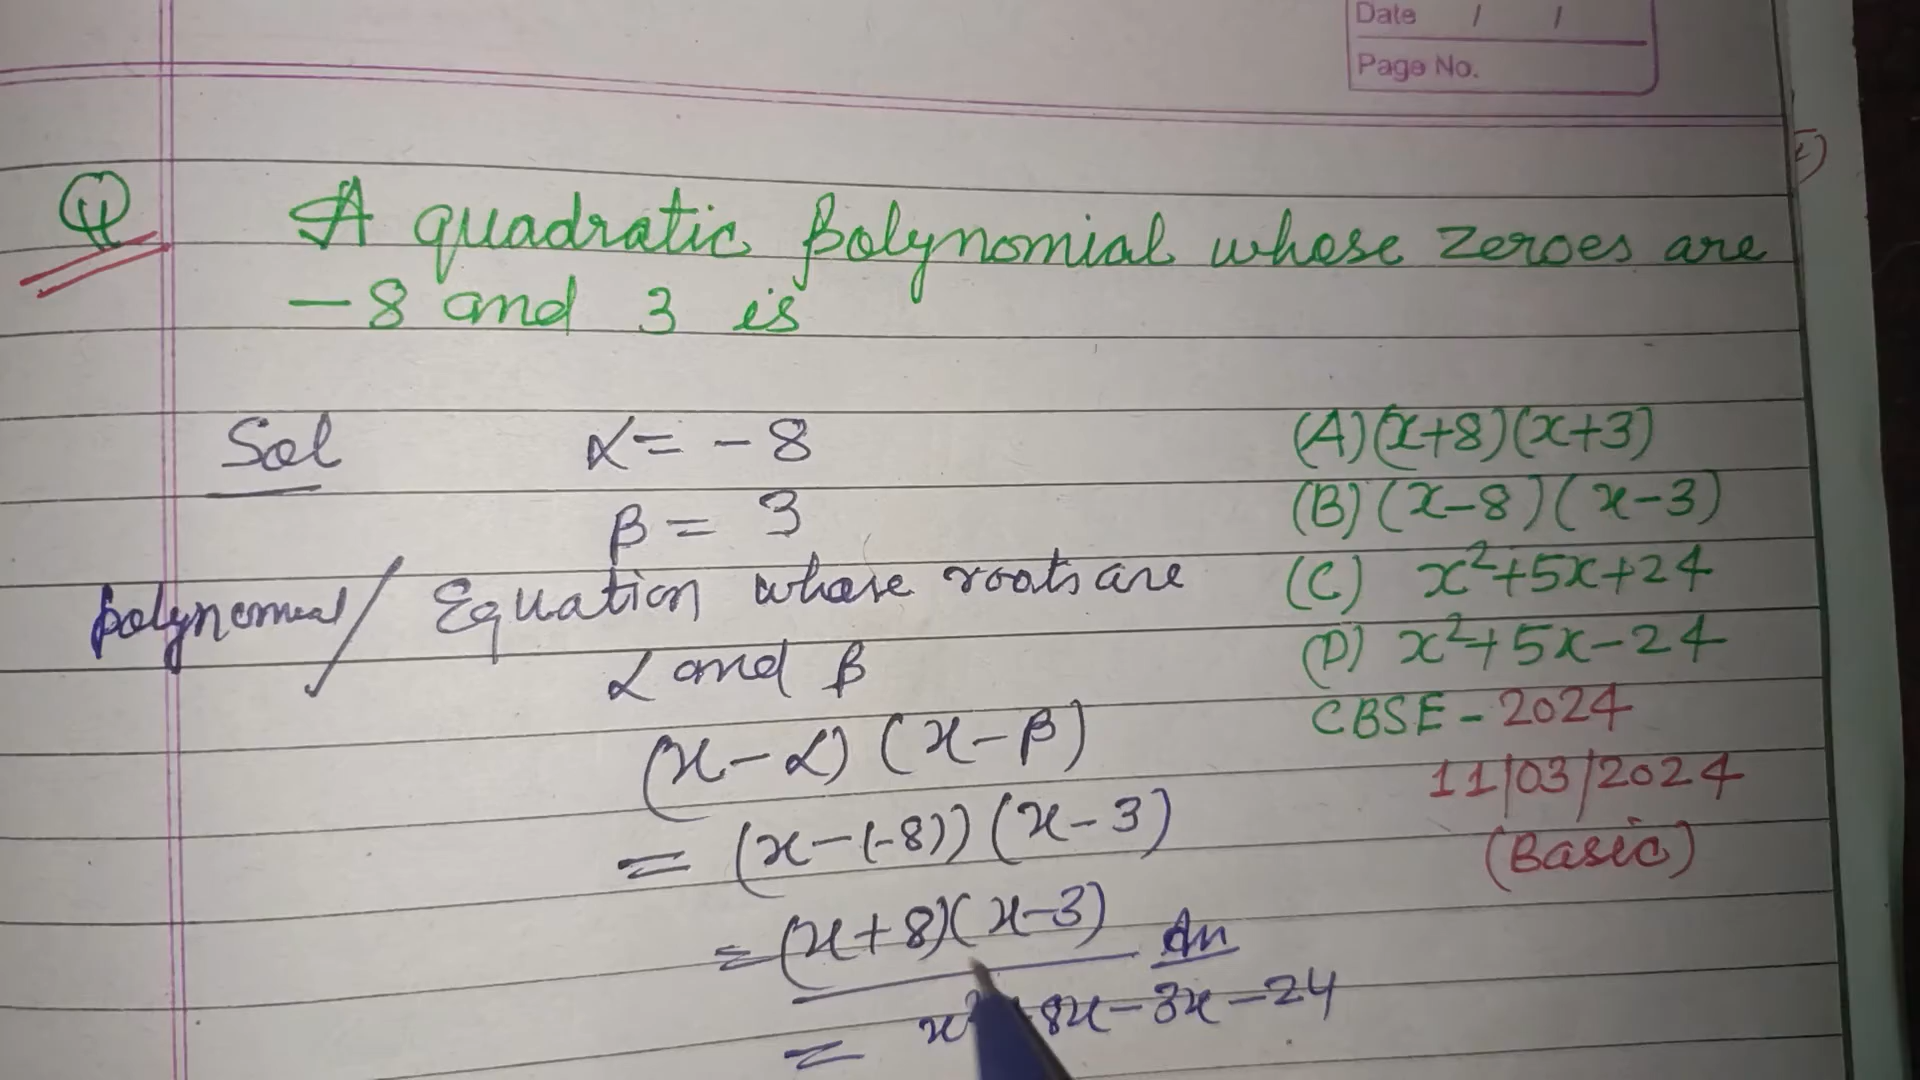 Date / /
Page No.
Q A quadratic polynomial whose zeroes are
-8 and 3 is
Sol α = -8
β = 3
polynomial / Equation whose roots are
α and β
(x-α) (x-β)
= (x-(-8)) (x-3)
= (x+8)(x-3) An
= x² 8x-3x-24
(A) (x+8)(x+3)
(B) (x-8)(x-3)
(C) x²+5x+24
(D) x²+5x-24
CBSE - 2024
11/03/2024
(Basic)